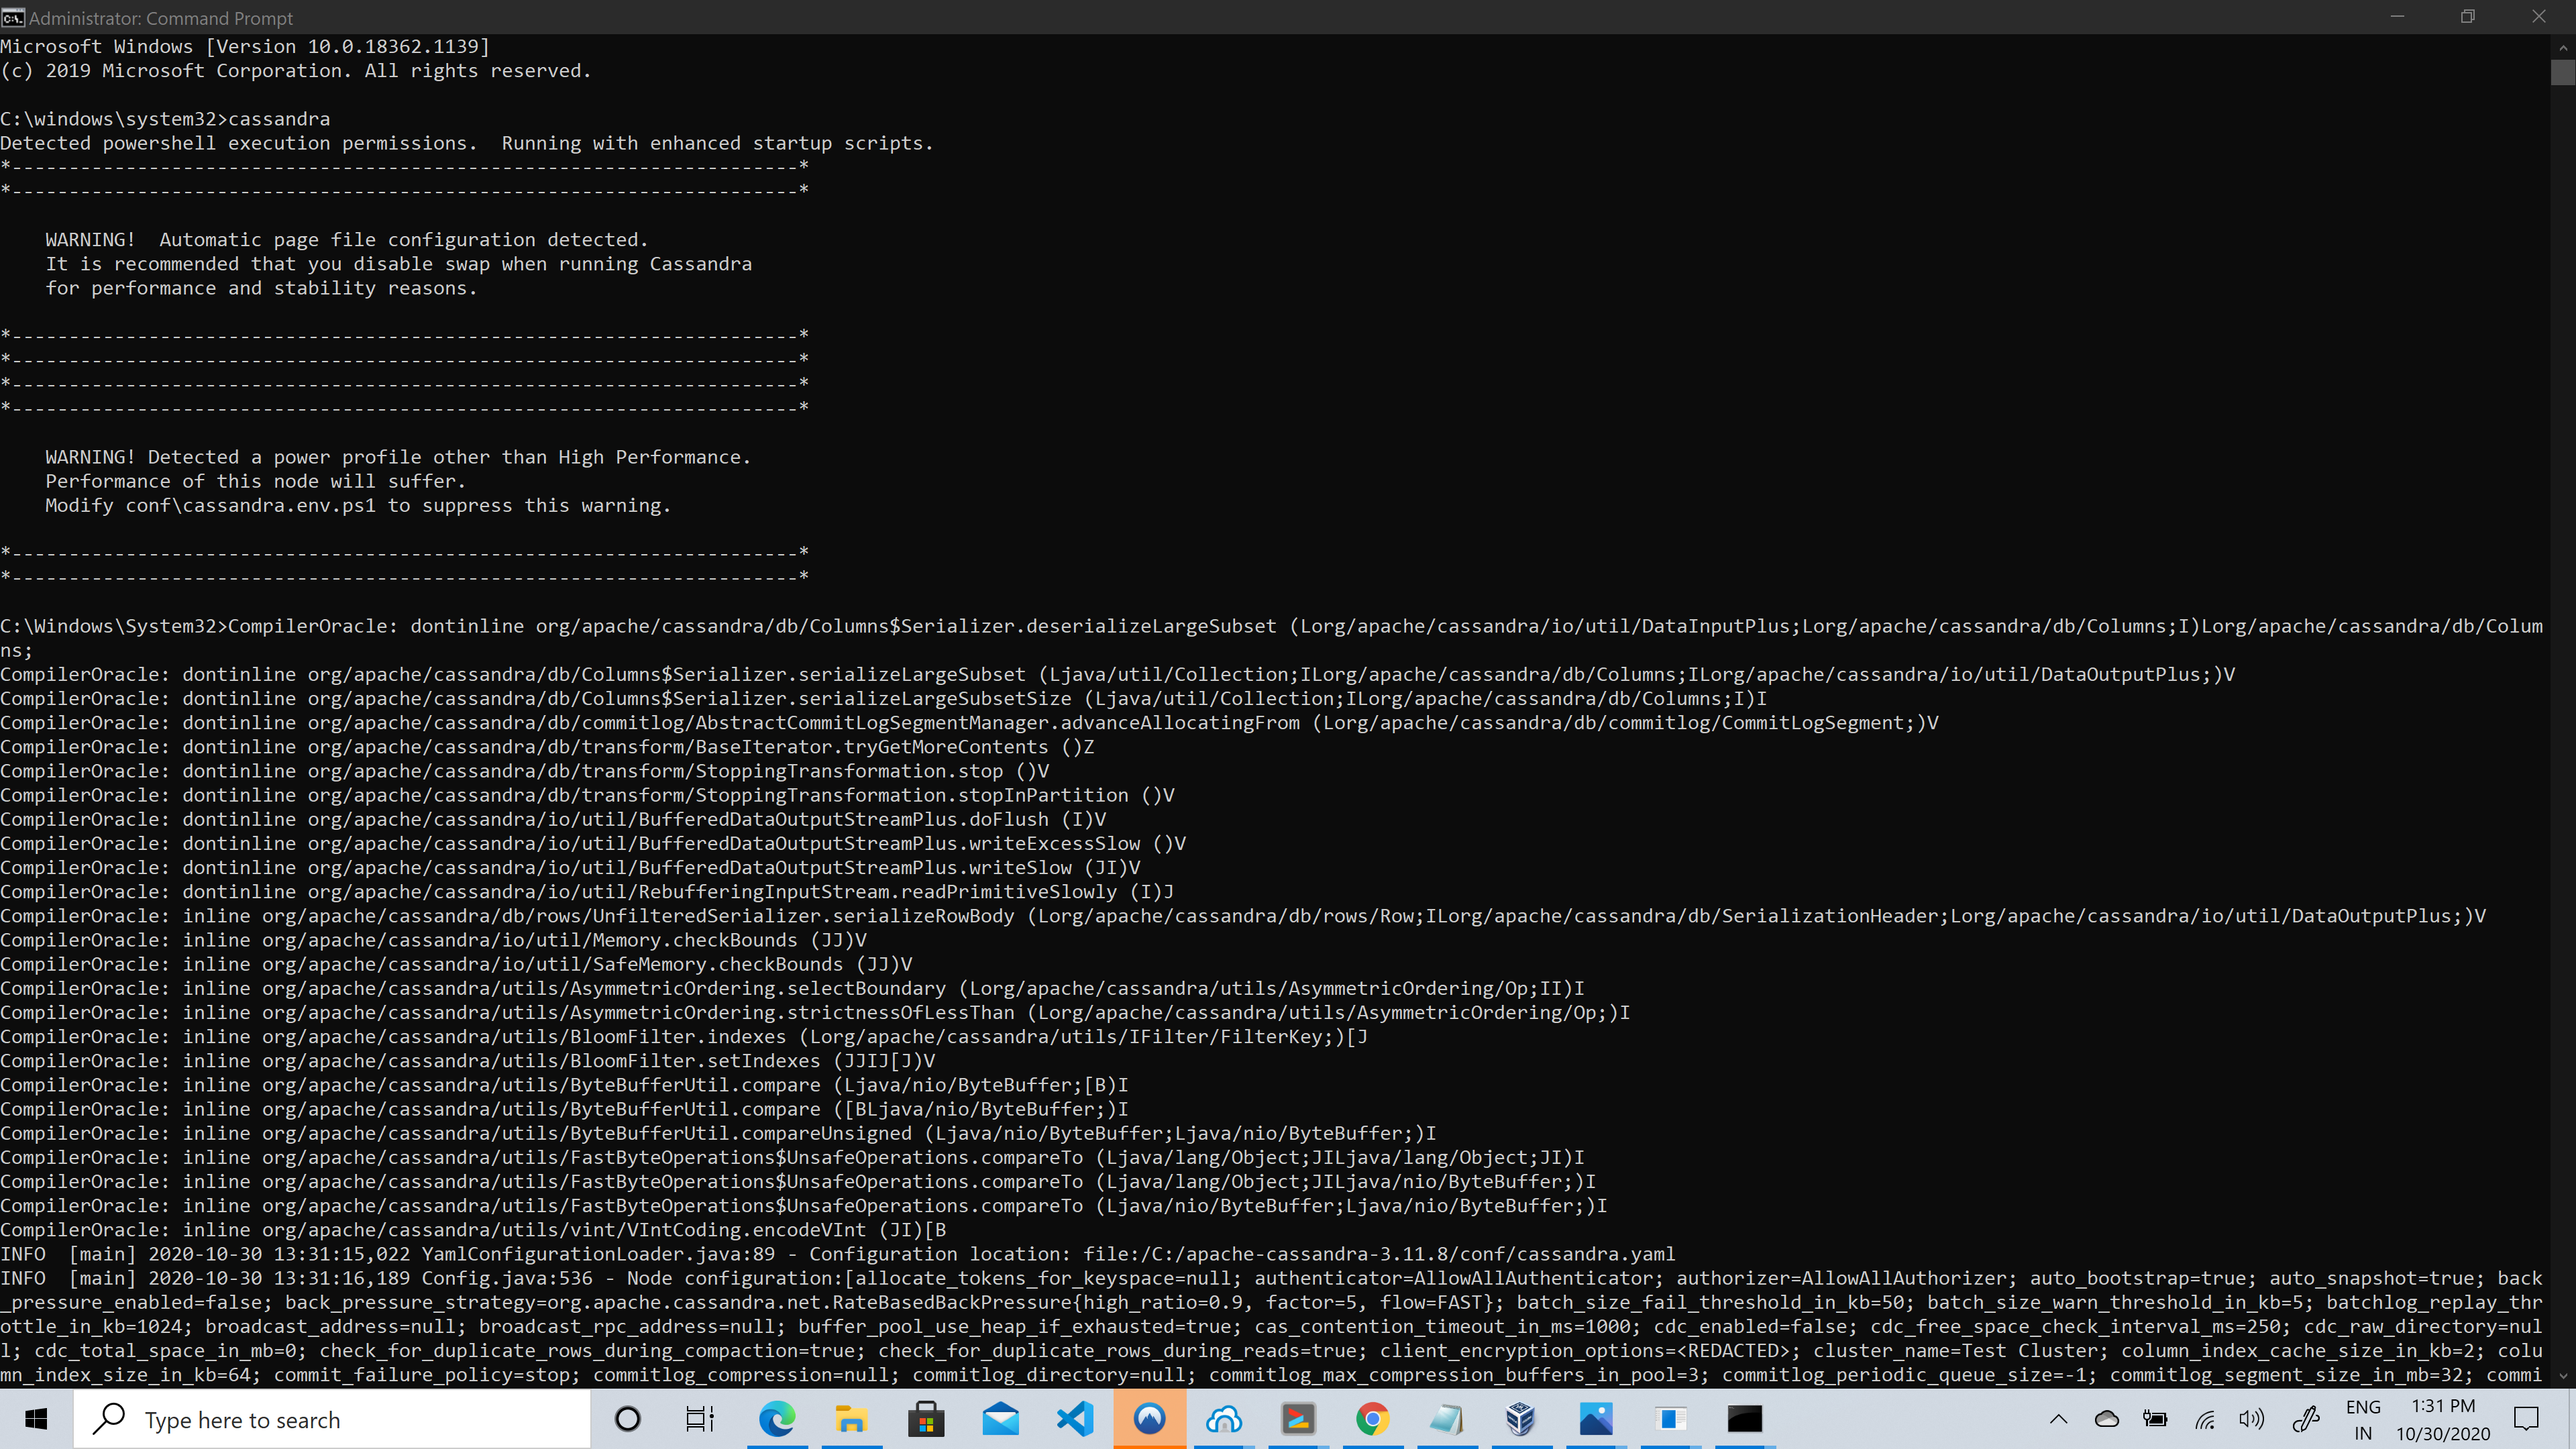 Administrator: Command Prompt
Microsoft Windows [Version 10.0.18362.1139]
(c) 2019 Microsoft Corporation. All rights reserved.
C:\windows\system32>cassandra
Detected powershell execution permissions.  Running with enhanced startup scripts.
*---------------------------------------------------------------------*
*---------------------------------------------------------------------*
WARNING!  Automatic page file configuration detected.
It is recommended that you disable swap when running Cassandra
for performance and stability reasons.
*---------------------------------------------------------------------*
*---------------------------------------------------------------------*
*---------------------------------------------------------------------*
*---------------------------------------------------------------------*
WARNING! Detected a power profile other than High Performance.
Performance of this node will suffer.
Modify conf\cassandra.env.ps1 to suppress this warning.
*---------------------------------------------------------------------*
*---------------------------------------------------------------------*
C:\Windows\System32>CompilerOracle: dontinline org/apache/cassandra/db/Columns$Serializer.deserializeLargeSubset (Lorg/apache/cassandra/io/util/DataInputPlus;Lorg/apache/cassandra/db/Columns;I)Lorg/apache/cassandra/db/Colum
ns;
CompilerOracle: dontinline org/apache/cassandra/db/Columns$Serializer.serializeLargeSubset (Ljava/util/Collection;ILorg/apache/cassandra/db/Columns;ILorg/apache/cassandra/io/util/DataOutputPlus;)V
CompilerOracle: dontinline org/apache/cassandra/db/Columns$Serializer.serializeLargeSubsetSize (Ljava/util/Collection;ILorg/apache/cassandra/db/Columns;I)I
CompilerOracle: dontinline org/apache/cassandra/db/commitlog/AbstractCommitLogSegmentManager.advanceAllocatingFrom (Lorg/apache/cassandra/db/commitlog/CommitLogSegment;)V
CompilerOracle: dontinline org/apache/cassandra/db/transform/BaseIterator.tryGetMoreContents ()Z
CompilerOracle: dontinline org/apache/cassandra/db/transform/StoppingTransformation.stop ()V
CompilerOracle: dontinline org/apache/cassandra/db/transform/StoppingTransformation.stopInPartition ()V
CompilerOracle: dontinline org/apache/cassandra/io/util/BufferedDataOutputStreamPlus.doFlush (I)V
CompilerOracle: dontinline org/apache/cassandra/io/util/BufferedDataOutputStreamPlus.writeExcessSlow ()V
CompilerOracle: dontinline org/apache/cassandra/io/util/BufferedDataOutputStreamPlus.writeSlow (JI)V
CompilerOracle: dontinline org/apache/cassandra/io/util/RebufferingInputStream.readPrimitiveSlowly (I)J
CompilerOracle: inline org/apache/cassandra/db/rows/UnfilteredSerializer.serializeRowBody (Lorg/apache/cassandra/db/rows/Row;ILorg/apache/cassandra/db/SerializationHeader;Lorg/apache/cassandra/io/util/DataOutputPlus;)V
CompilerOracle: inline org/apache/cassandra/io/util/Memory.checkBounds (JJ)V
CompilerOracle: inline org/apache/cassandra/io/util/SafeMemory.checkBounds (JJ)V
CompilerOracle: inline org/apache/cassandra/utils/AsymmetricOrdering.selectBoundary (Lorg/apache/cassandra/utils/AsymmetricOrdering/Op;II)I
CompilerOracle: inline org/apache/cassandra/utils/AsymmetricOrdering.strictnessOfLessThan (Lorg/apache/cassandra/utils/AsymmetricOrdering/Op;)I
CompilerOracle: inline org/apache/cassandra/utils/BloomFilter.indexes (Lorg/apache/cassandra/utils/IFilter/FilterKey;)[J
CompilerOracle: inline org/apache/cassandra/utils/BloomFilter.setIndexes (JJIJ[J)V
CompilerOracle: inline org/apache/cassandra/utils/ByteBufferUtil.compare (Ljava/nio/ByteBuffer;[B)I
CompilerOracle: inline org/apache/cassandra/utils/ByteBufferUtil.compare ([BLjava/nio/ByteBuffer;)I
CompilerOracle: inline org/apache/cassandra/utils/ByteBufferUtil.compareUnsigned (Ljava/nio/ByteBuffer;Ljava/nio/ByteBuffer;)I
CompilerOracle: inline org/apache/cassandra/utils/FastByteOperations$UnsafeOperations.compareTo (Ljava/lang/Object;JILjava/lang/Object;JI)I
CompilerOracle: inline org/apache/cassandra/utils/FastByteOperations$UnsafeOperations.compareTo (Ljava/lang/Object;JILjava/nio/ByteBuffer;)I
CompilerOracle: inline org/apache/cassandra/utils/FastByteOperations$UnsafeOperations.compareTo (Ljava/nio/ByteBuffer;Ljava/nio/ByteBuffer;)I
CompilerOracle: inline org/apache/cassandra/utils/vint/VIntCoding.encodeVInt (JI)[B
INFO  [main] 2020-10-30 13:31:15,022 YamlConfigurationLoader.java:89 - Configuration location: file:/C:/apache-cassandra-3.11.8/conf/cassandra.yaml
INFO  [main] 2020-10-30 13:31:16,189 Config.java:536 - Node configuration:[allocate_tokens_for_keyspace=null; authenticator=AllowAllAuthenticator; authorizer=AllowAllAuthorizer; auto_bootstrap=true; auto_snapshot=true; back
_pressure_enabled=false; back_pressure_strategy=org.apache.cassandra.net.RateBasedBackPressure{high_ratio=0.9, factor=5, flow=FAST}; batch_size_fail_threshold_in_kb=50; batch_size_warn_threshold_in_kb=5; batchlog_replay_thr
ottle_in_kb=1024; broadcast_address=null; broadcast_rpc_address=null; buffer_pool_use_heap_if_exhausted=true; cas_contention_timeout_in_ms=1000; cdc_enabled=false; cdc_free_space_check_interval_ms=250; cdc_raw_directory=nul
l; cdc_total_space_in_mb=0; check_for_duplicate_rows_during_compaction=true; check_for_duplicate_rows_during_reads=true; client_encryption_options=<REDACTED>; cluster_name=Test Cluster; column_index_cache_size_in_kb=2; colu
mn_index_size_in_kb=64; commit_failure_policy=stop; commitlog_compression=null; commitlog_directory=null; commitlog_max_compression_buffers_in_pool=3; commitlog_periodic_queue_size=-1; commitlog_segment_size_in_mb=32; commi
Type here to search
ENG
IN
1:31 PM
10/30/2020